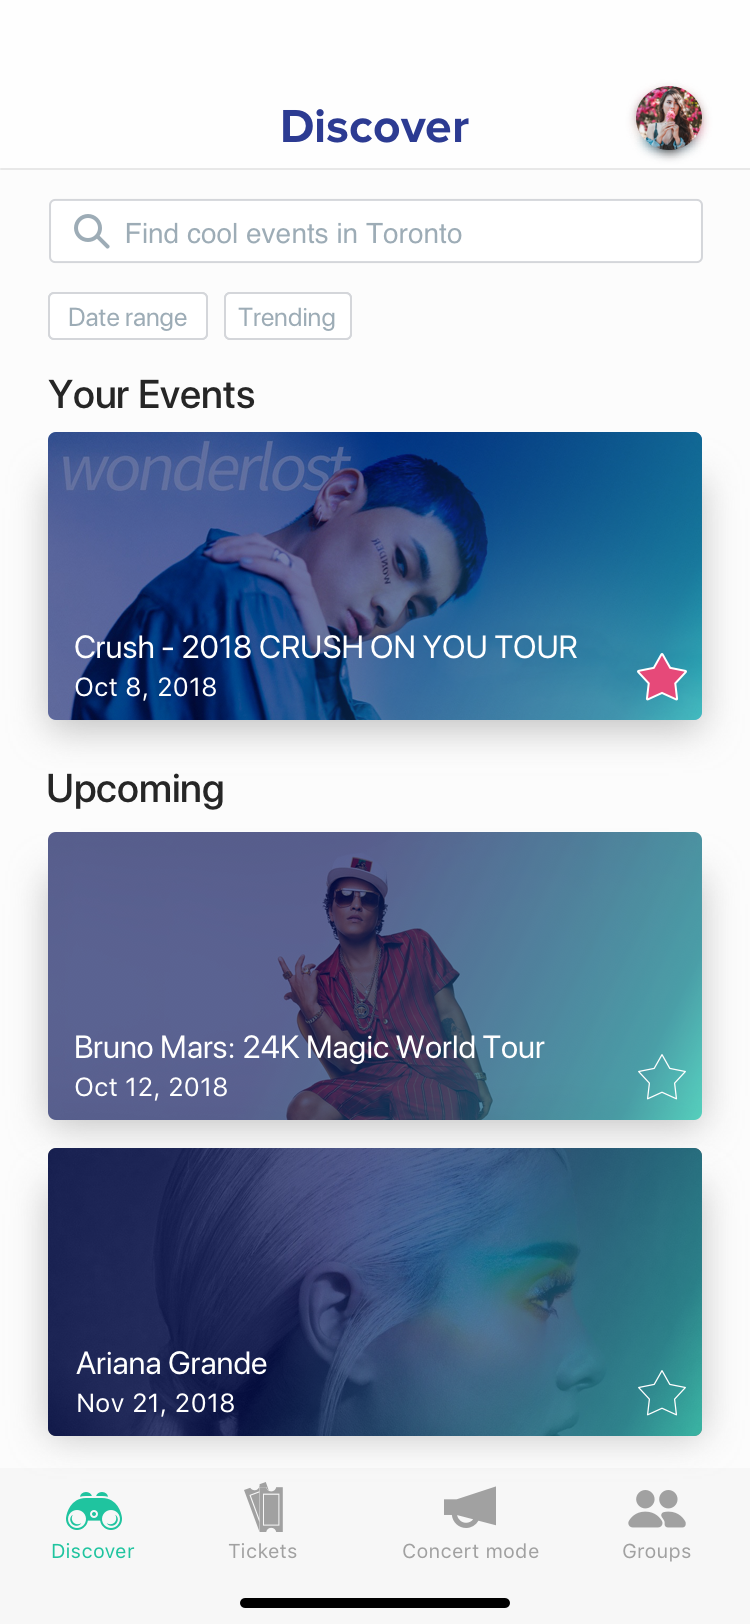 Discover
Find cool events in Toronto
Date range
Trending
Your Events
wonderlost
WONDER
Crush - 2018 CRUSH ON YOU TOUR
Oct 8, 2018
Upcoming
Bruno Mars: 24K Magic World Tour
Oct 12, 2018
Ariana Grande
Nov 21, 2018
Discover
Tickets
Concert mode
Groups